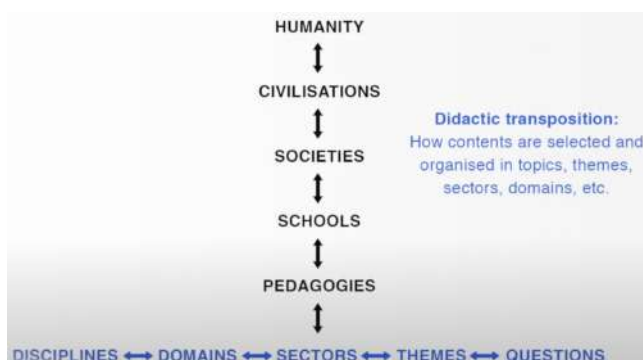 HUMANITY
CIVILISATIONS
Didactic transposition:
How contents are selected and
organised in topics, themes,
sectors, domains, etc.
SOCIETIES
SCHOOLS
PEDAGOGIES
DISCIPLINES ↔ DOMAINS ↔ SECTORS ↔ THEMES ↔ QUESTIONS